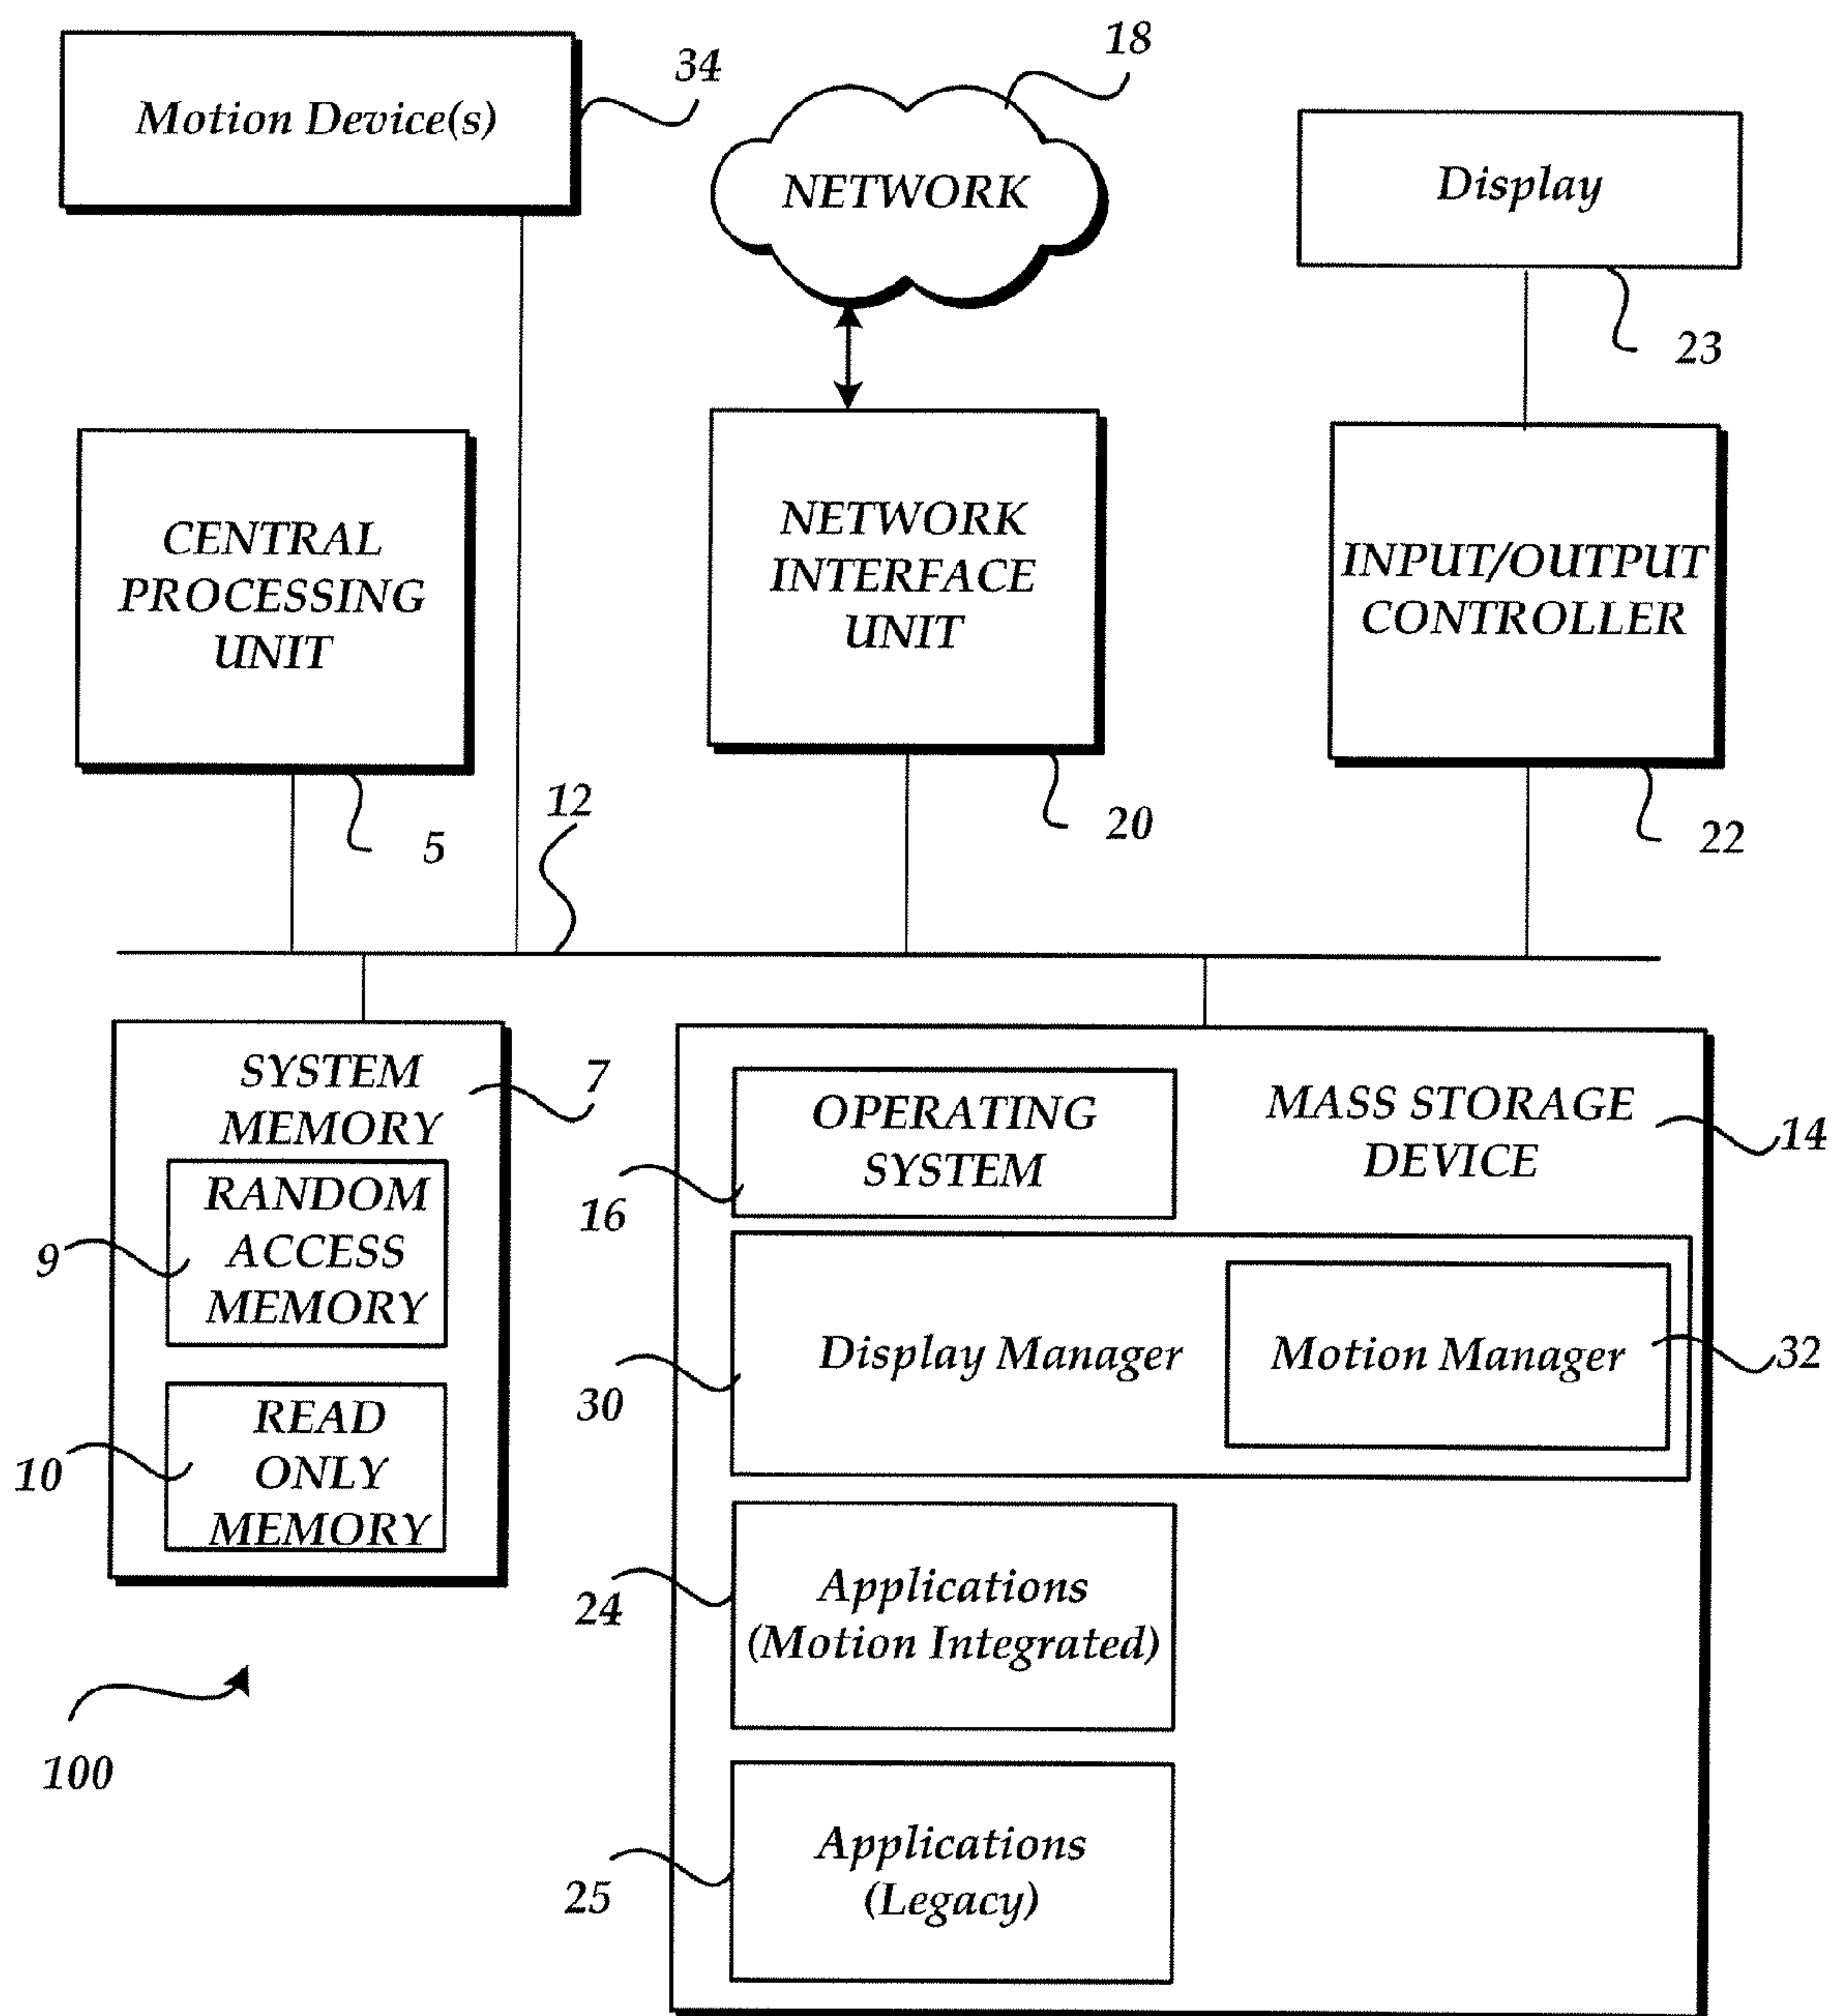 Motion Device(s)
34
NETWORK
18
Display
23
CENTRAL
PROCESSING
UNIT
5
12
NETWORK
INTERFACE
UNIT
20
INPUT/OUTPUT
CONTROLLER
22
SYSTEM
MEMORY
7
RANDOM
ACCESS
MEMORY
9
READ
ONLY
MEMORY
10
100
MASS STORAGE
DEVICE
14
OPERATING
SYSTEM
16
Display Manager
30
Motion Manager
32
Applications
(Motion Integrated)
24
Applications
(Legacy)
25